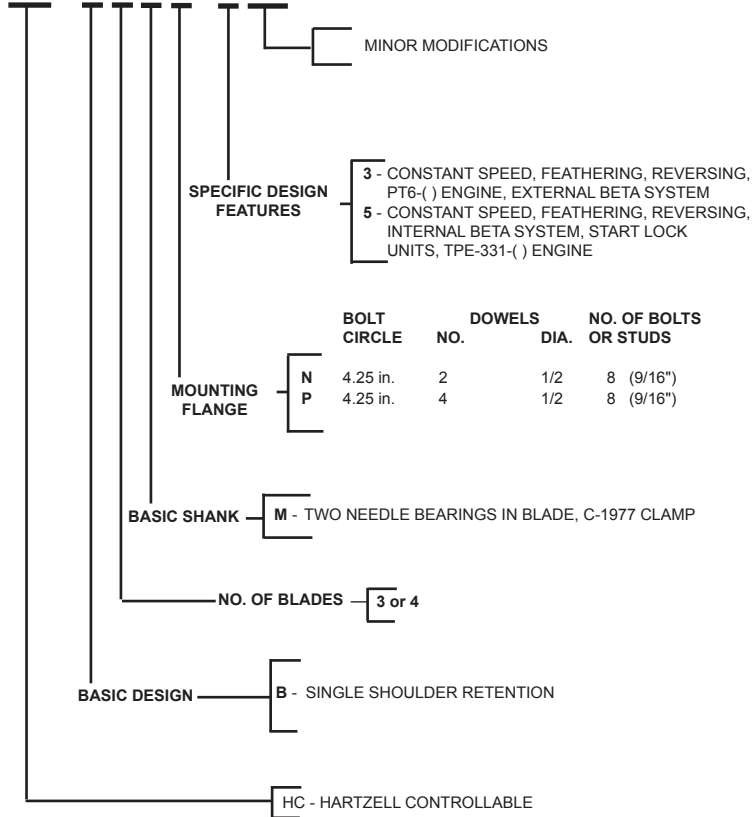 MINOR MODIFICATIONS
SPECIFIC DESIGN
FEATURES
3 - CONSTANT SPEED, FEATHERING, REVERSING,
PT6-( ) ENGINE, EXTERNAL BETA SYSTEM
5 - CONSTANT SPEED, FEATHERING, REVERSING,
INTERNAL BETA SYSTEM, START LOCK
UNITS, TPE-331-( ) ENGINE
BOLT DOWELS NO. OF BOLTS
CIRCLE NO. DIA. OR STUDS
MOUNTING
FLANGE
N 4.25 in. 2 1/2 8 (9/16")
P 4.25 in. 4 1/2 8 (9/16")
BASIC SHANK M - TWO NEEDLE BEARINGS IN BLADE, C-1977 CLAMP
NO. OF BLADES 3 or 4
BASIC DESIGN B - SINGLE SHOULDER RETENTION
HC - HARTZELL CONTROLLABLE